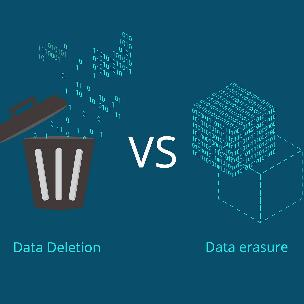 VS
Data Deletion
Data erasure